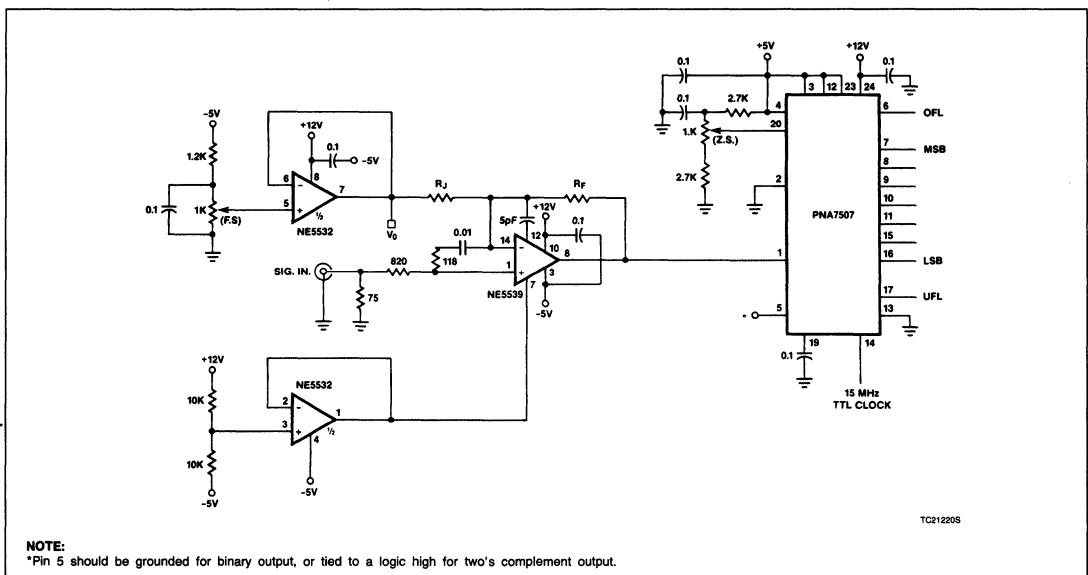 +5V
+12V
0.1
0.1
3
12
23
24
0.1
2.7K
4
6
OFL
1.K
(Z.S.)
20
7
MSB
8
2.7K
9
2
10
PNA7507
11
15
1
16
LSB
17
UFL
* 5
13
19
14
0.1
15 MHz
TTL CLOCK
-5V
1.2K
+12V
0.1
-5V
6
8
7
0.1
1K
(F.S)
5
½
NE5532
V0
RJ
RF
5pF
+12V
0.1
0.01
14
12
10
8
118
SIG. IN.
820
1
3
7
NE5539
75
-5V
+12V
NE5532
10K
2
1
3
½
4
10K
-5V
-5V
TC21220S
NOTE:
*Pin 5 should be grounded for binary output, or tied to a logic high for two's complement output.